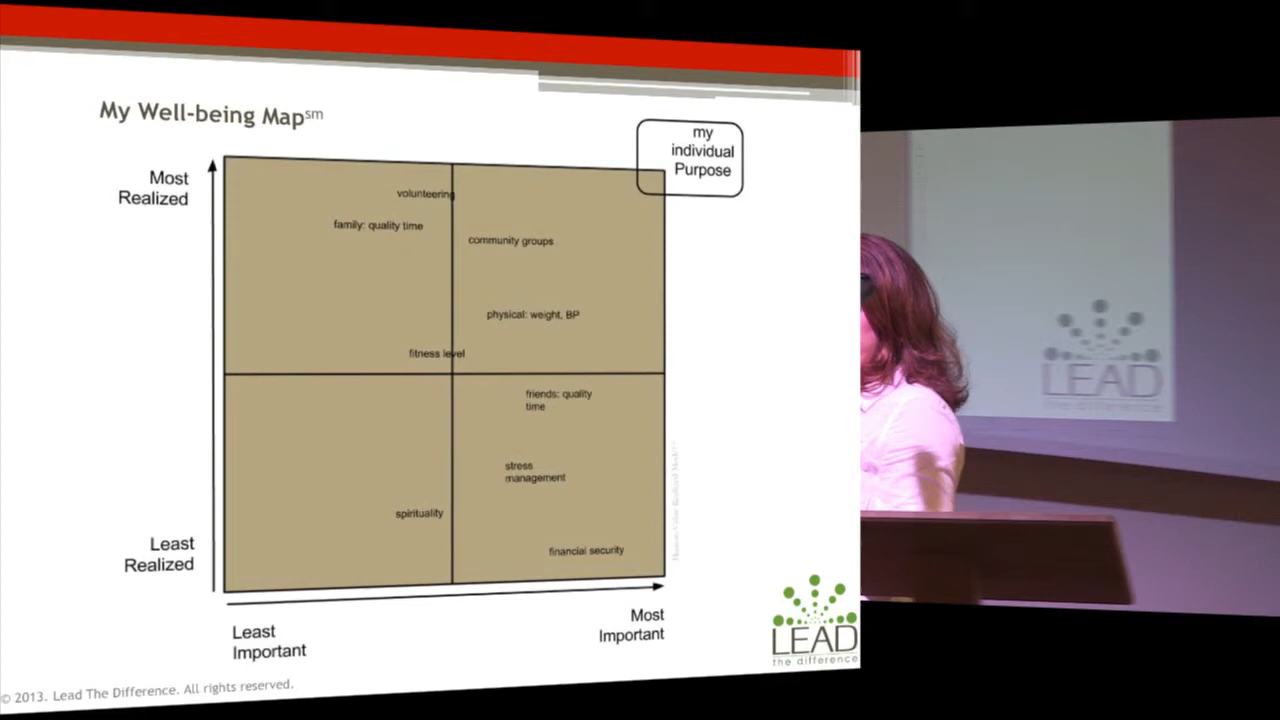 My Well-being Mapsm
my
individual
Purpose
Most
Realized
volunteering
family: quality time
community groups
physical: weight, BP
fitness level
friends: quality
time
stress
management
spirituality
financial security
Least
Realized
Least
Important
Most
Important
LEAD
the difference
© 2013. Lead The Difference. All rights reserved.
LEAD
the difference